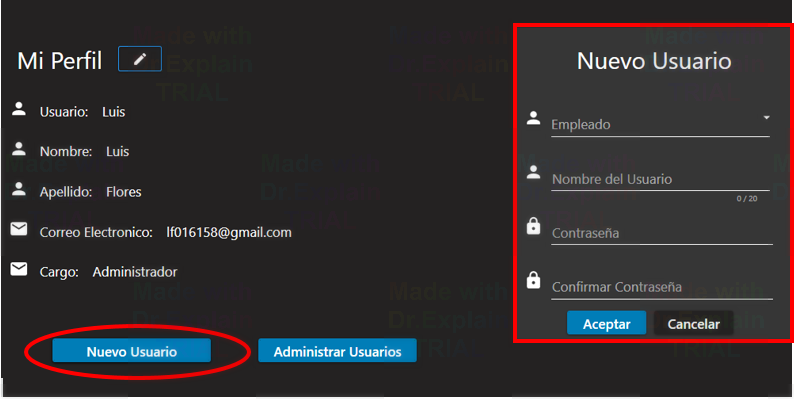 Mi Perfil
Usuario: Luis
Nombre: Luis
Apellido: Flores
Correo Electronico: lf016158@gmail.com
Cargo: Administrador
Nuevo Usuario
Administrar Usuarios
Nuevo Usuario
Empleado
Nombre del Usuario
0 / 20
Contraseña
Confirmar Contraseña
Aceptar
Cancelar
Made with
Dr.Explain
TRIAL